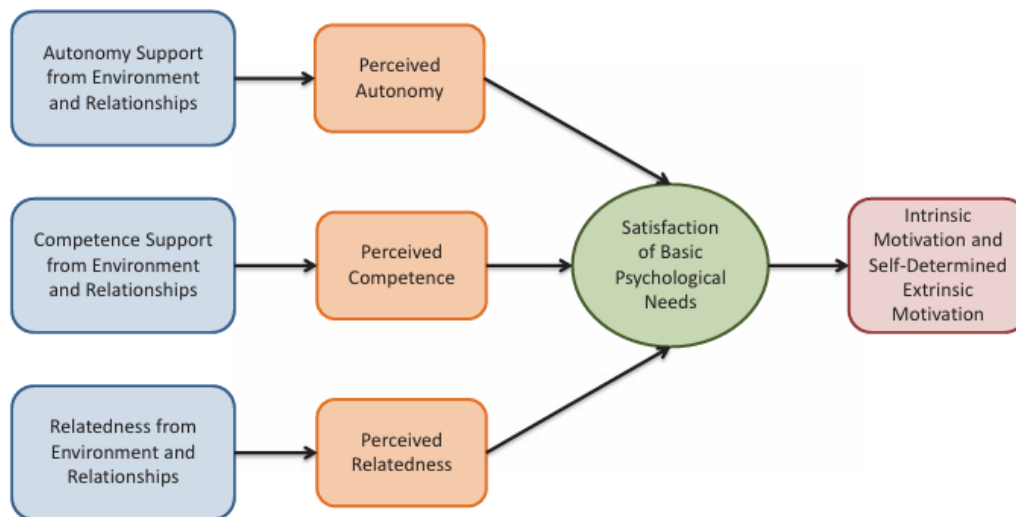 Autonomy Support
from Environment
and Relationships
Perceived
Autonomy
Competence Support
from Environment
and Relationships
Perceived
Competence
Satisfaction
of Basic
Psychological
Needs
Intrinsic
Motivation and
Self-Determined
Extrinsic
Motivation
Relatedness from
Environment and
Relationships
Perceived
Relatedness